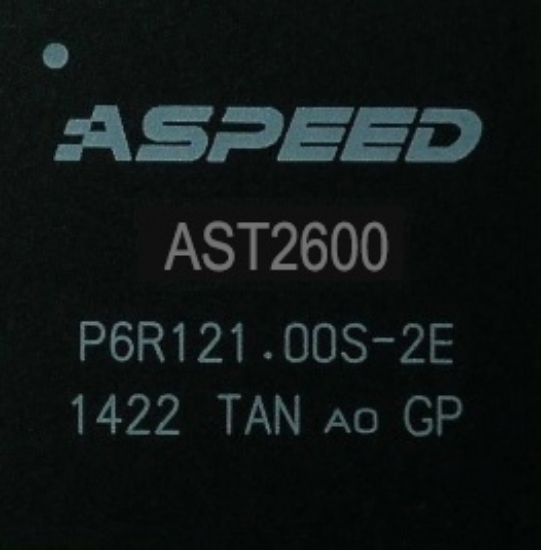 ASPEED
AST2600
P6R121.00S-2E
1422 TAN A0 GP